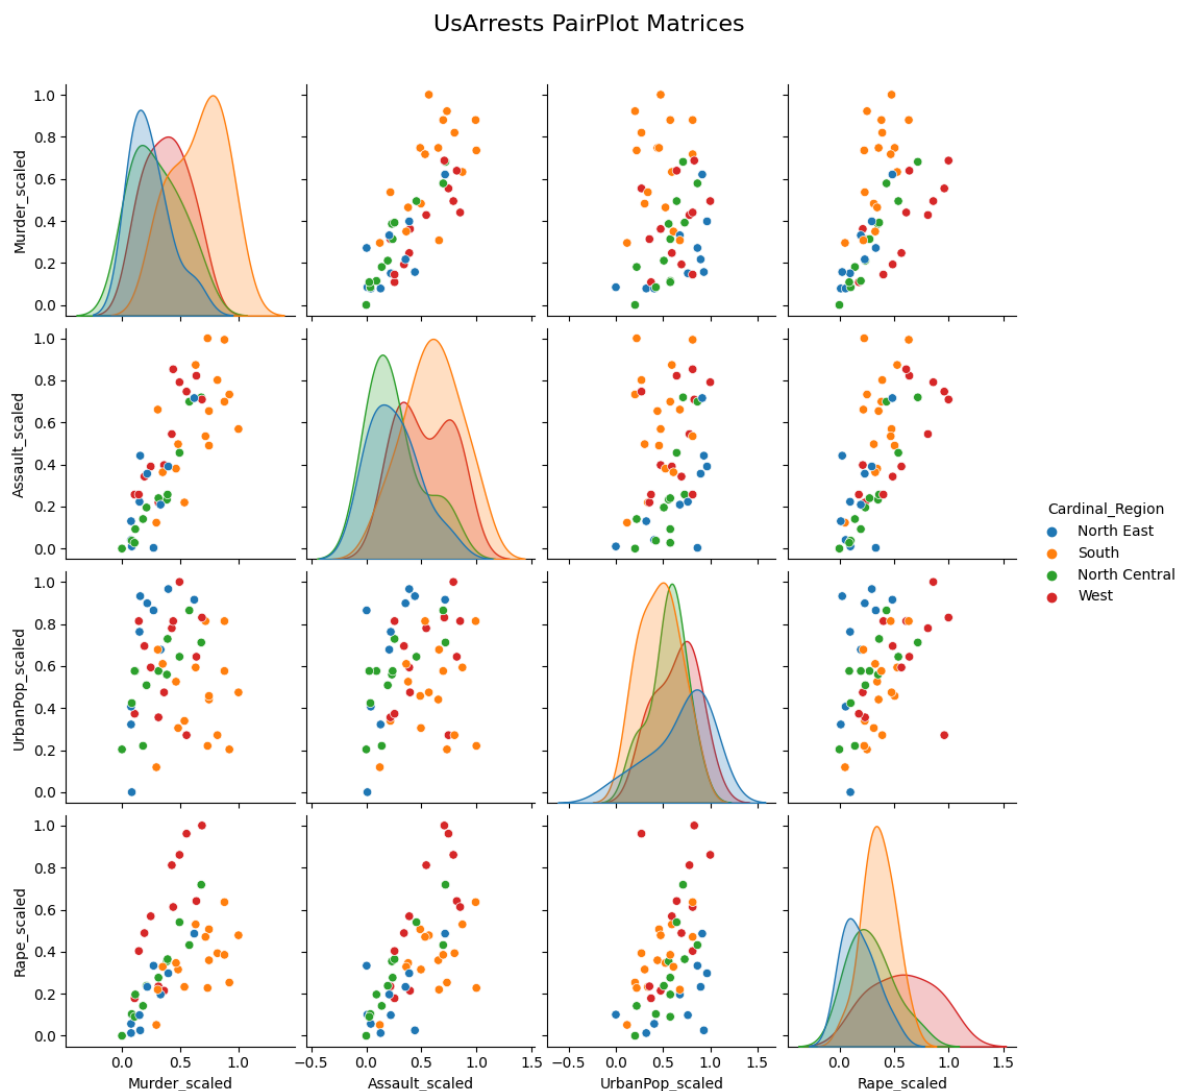 UsArrests PairPlot Matrices
1.0
0.8
0.6
0.4
0.2
0.0
Murder_scaled
1.0
0.8
0.6
0.4
0.2
0.0
Assault_scaled
1.0
0.8
0.6
0.4
0.2
0.0
UrbanPop_scaled
1.0
0.8
0.6
0.4
0.2
0.0
Rape_scaled
0.0 0.5 1.0
Murder_scaled
−0.5 0.0 0.5 1.0 1.5
Assault_scaled
−0.5 0.0 0.5 1.0 1.5
UrbanPop_scaled
0.0 0.5 1.0 1.5
Rape_scaled
Cardinal_Region
North East
South
North Central
West